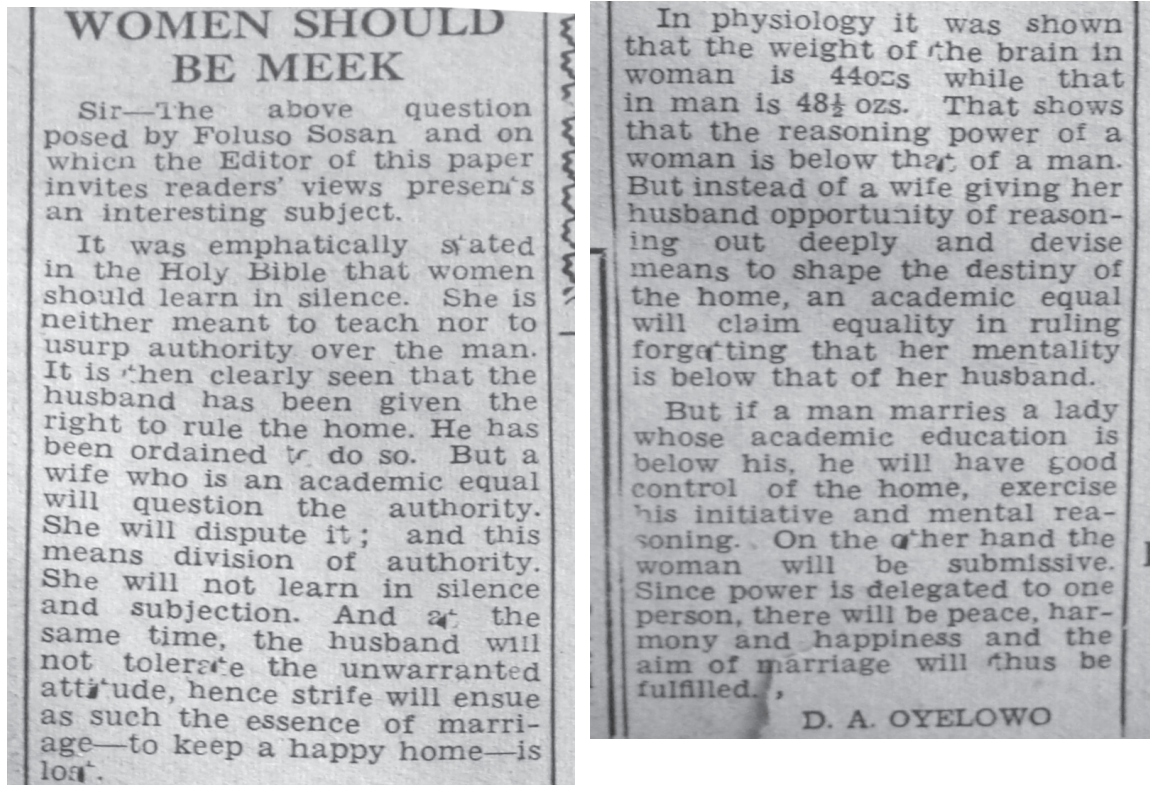 WOMEN SHOULD
BE MEEK
Sir—The above question
posed by Foluso Sosan and on
which the Editor of this paper
invites readers' views presents
an interesting subject.
It was emphatically stated
in the Holy Bible that women
should learn in silence. She is
neither meant to teach nor to
usurp authority over the man.
It is then clearly seen that the
husband has been given the
right to rule the home. He has
been ordained to do so. But a
wife who is an academic equal
will question the authority.
She will dispute it; and this
means division of authority.
She will not learn in silence
and subjection. And at the
same time, the husband will
not tolerate the unwarranted
attitude, hence strife will ensue
as such the essence of marri-
age—to keep a happy home—is
lost.
In physiology it was shown
that the weight of the brain in
woman is 44ozs while that
in man is 48½ ozs. That shows
that the reasoning power of a
woman is below that of a man.
But instead of a wife giving her
husband opportunity of reason-
ing out deeply and devise
means to shape the destiny of
the home, an academic equal
will claim equality in ruling
forgetting that her mentality
is below that of her husband.
But if a man marries a lady
whose academic education is
below his, he will have good
control of the home, exercise
his initiative and mental rea-
soning. On the other hand the
woman will be submissive.
Since power is delegated to one
person, there will be peace, har-
mony and happiness and the
aim of marriage will thus be
fulfilled.
D. A. OYELOWO